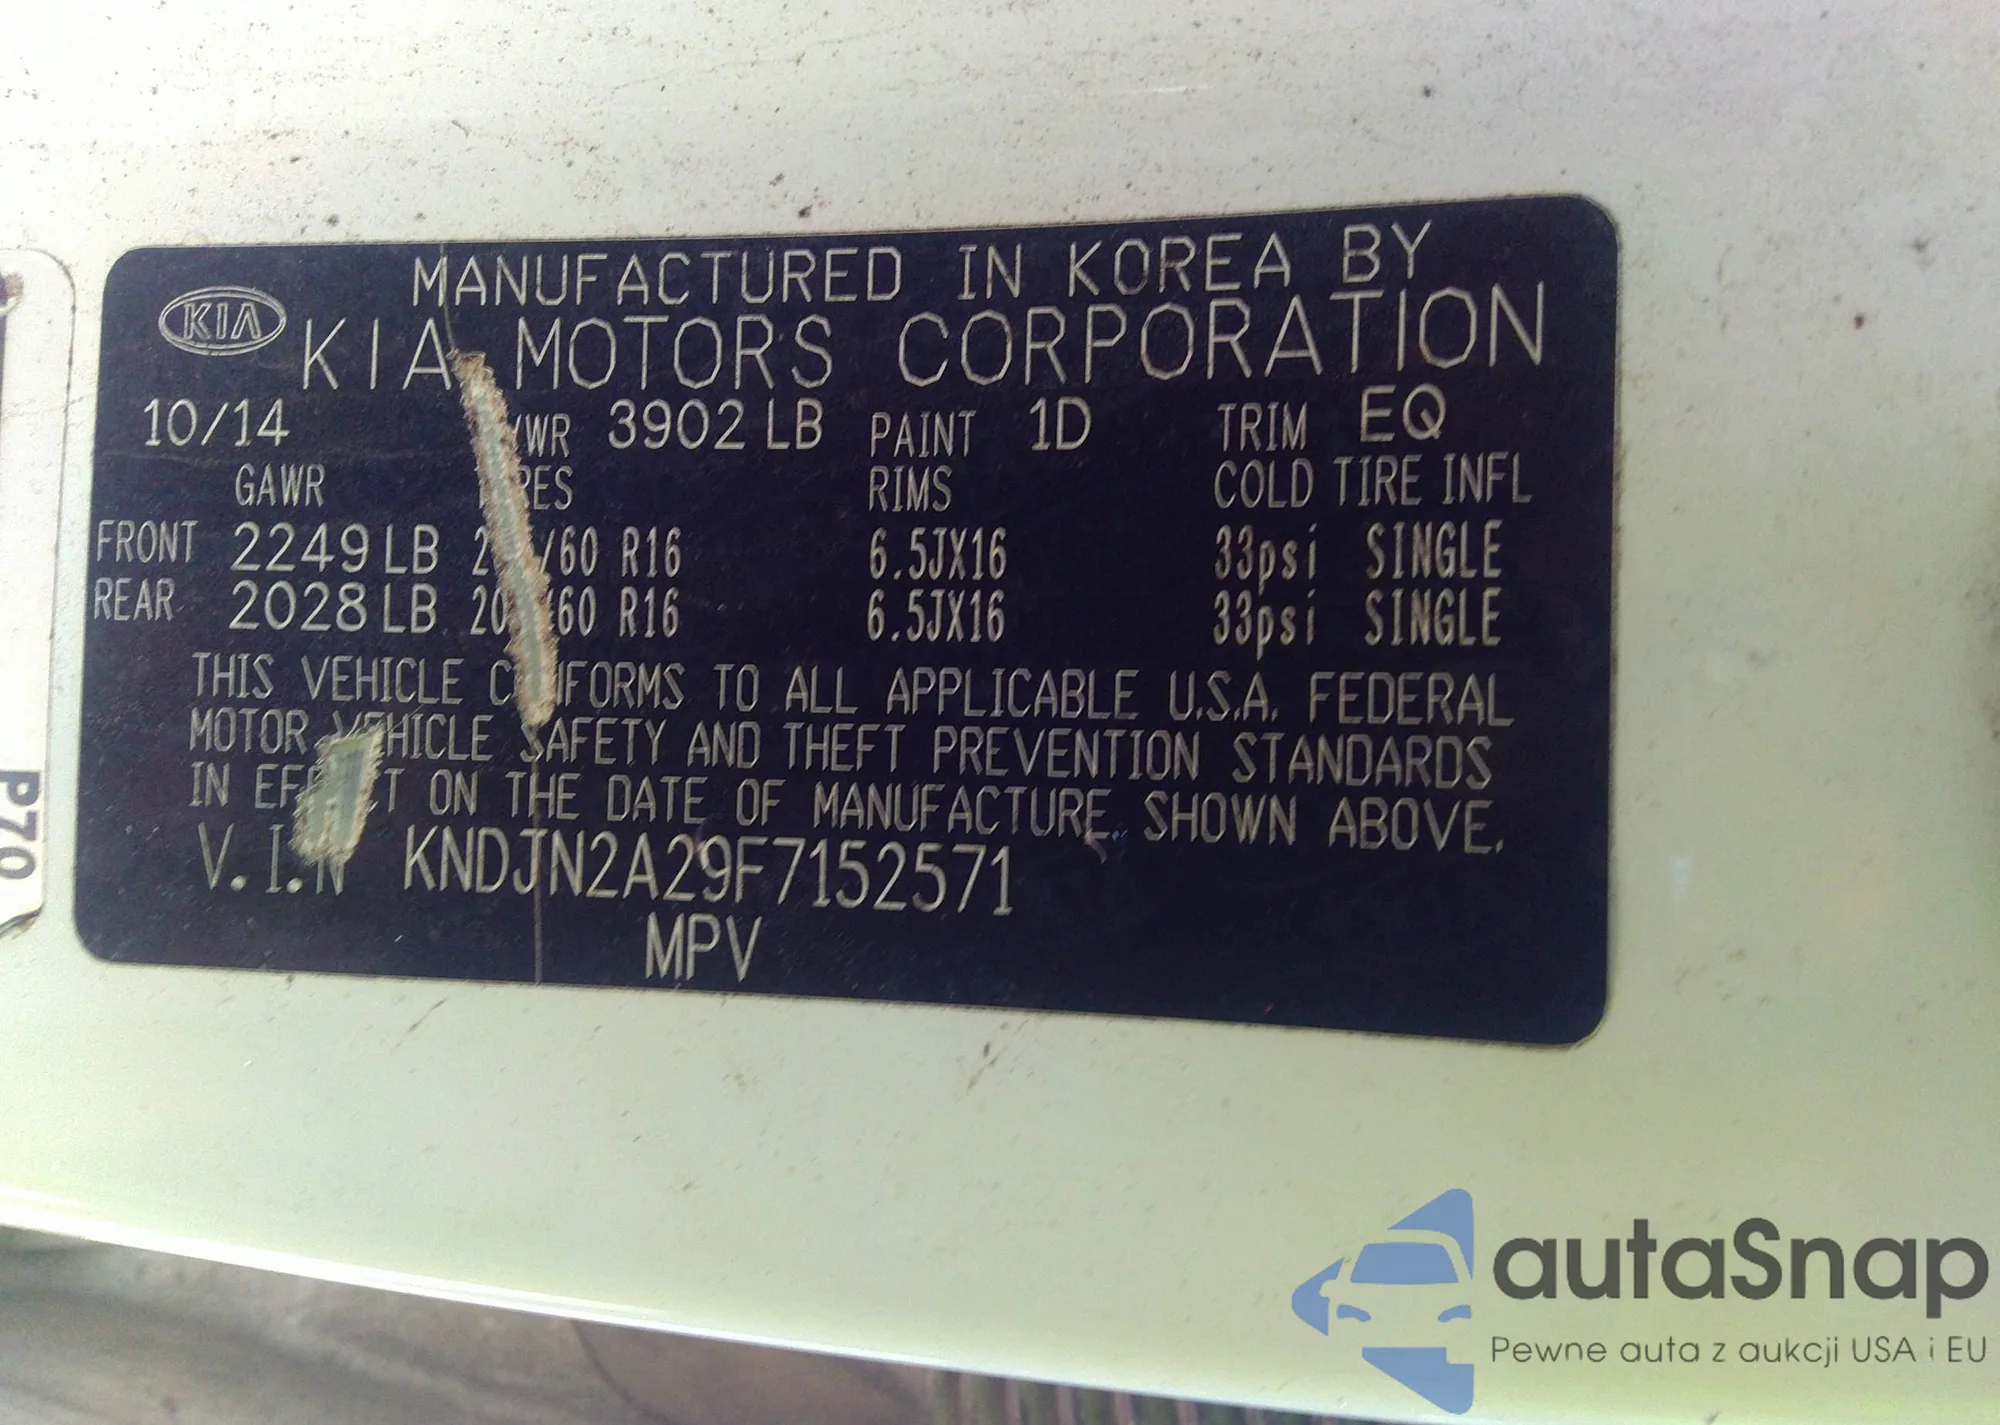 MANUFACTURED IN KOREA BY
KIA
KIA MOTORS CORPORATION
10/14 3902 LB PAINT 1D TRIM EQ
GAWR RIMS COLD TIRE INFL
FRONT 2249 LB R16 6.5JX16 33psi SINGLE
REAR 2028 LB R16 6.5JX16 33psi SINGLE
THIS VEHICLE TO ALL APPLICABLE U.S.A. FEDERAL
MOTOR VEHICLE SAFETY AND THEFT PREVENTION STANDARDS
IN ON THE DATE OF MANUFACTURE SHOWN ABOVE.
V.I.N KNDJN2A29F7152571
MPV
P70
autaSnap
Pewne auta z aukcji USA i EU